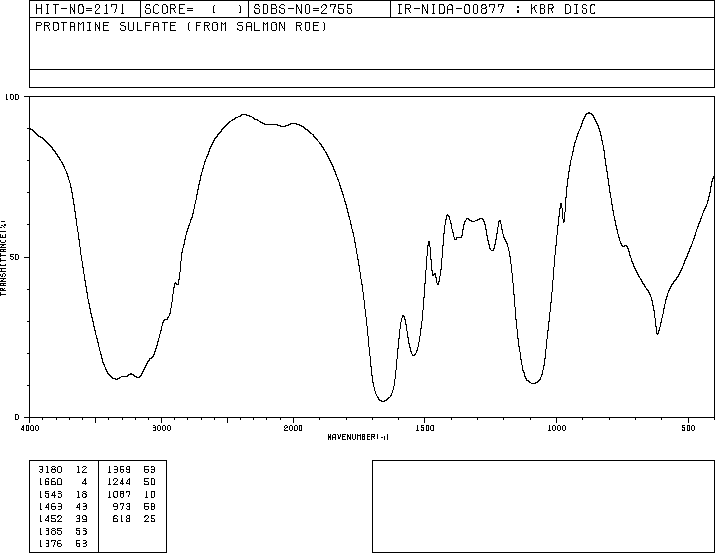 HIT-NO=2171 SCORE= ( ) SDBS-NO=2755 IR-NIDA-00877 : KBR DISC
PROTAMINE SULFATE (FROM SALMON ROE)
100
50
0
TRANSMITTANCE(%)
4000 3000 2000 1500 1000 500
WAVENUMBER(-1)
3180 12 1369 53
1660 4 1244 50
1543 18 1087 10
1463 43 973 58
1452 39 618 25
1385 53
1376 53